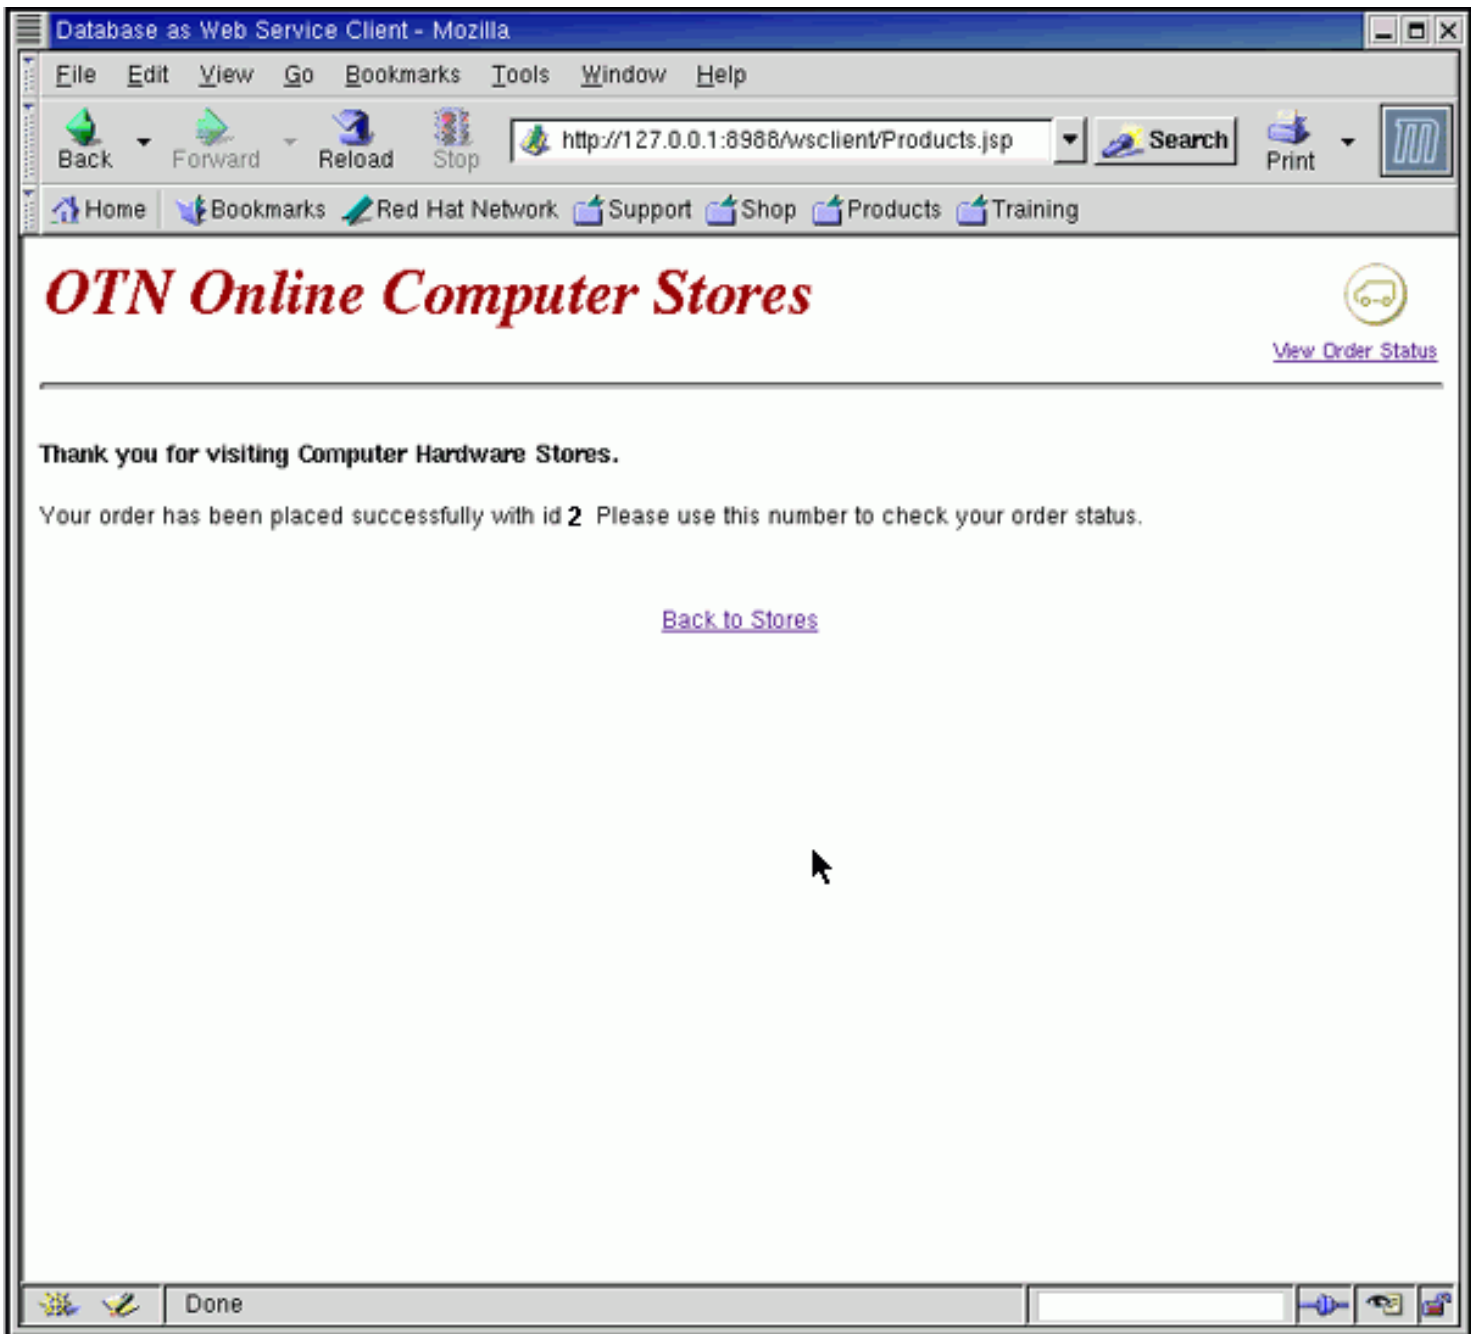 Database as Web Service Client - Mozilla
File Edit View Go Bookmarks Tools Window Help
Back Forward Reload Stop http://127.0.0.1:8988/wsclient/Products.jsp Search Print
Home Bookmarks Red Hat Network Support Shop Products Training
OTN Online Computer Stores
View Order Status
Thank you for visiting Computer Hardware Stores.
Your order has been placed successfully with id 2 Please use this number to check your order status.
Back to Stores
Done